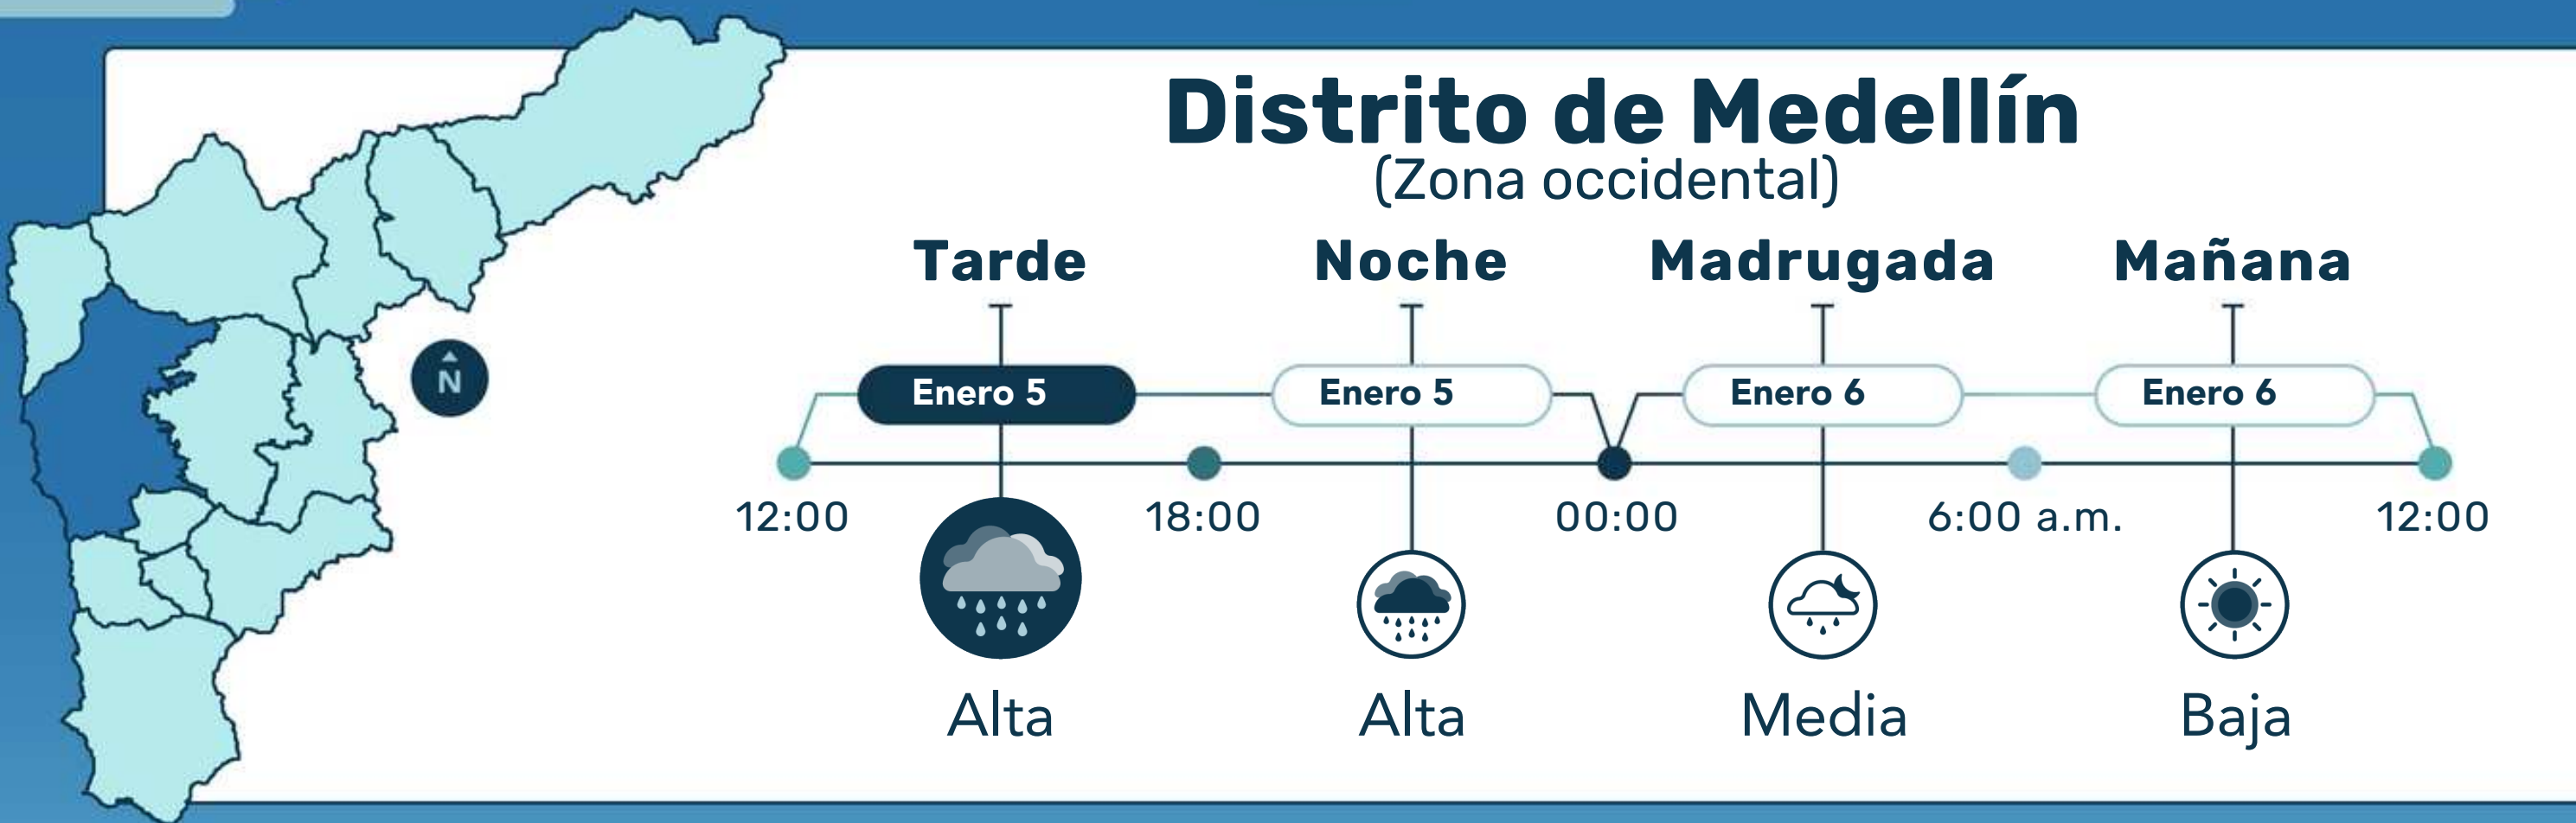 Distrito de Medellín
(Zona occidental)
Tarde Noche Madrugada Mañana
N
Enero 5 Enero 5 Enero 6 Enero 6
12:00 18:00 00:00 6:00 a.m. 12:00
Alta Alta Media Baja